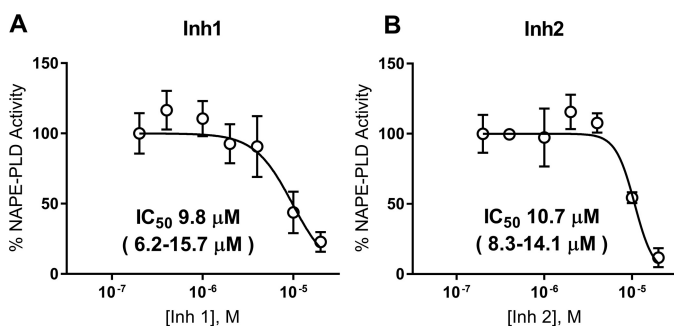 A
Inh1
% NAPE-PLD Activity
150
100
50
0
IC50 9.8 μM
( 6.2-15.7 μM )
10-7
10-6
10-5
[Inh 1], M
B
Inh2
% NAPE-PLD Activity
150
100
50
0
IC50 10.7 μM
( 8.3-14.1 μM )
10-7
10-6
10-5
[Inh 2], M